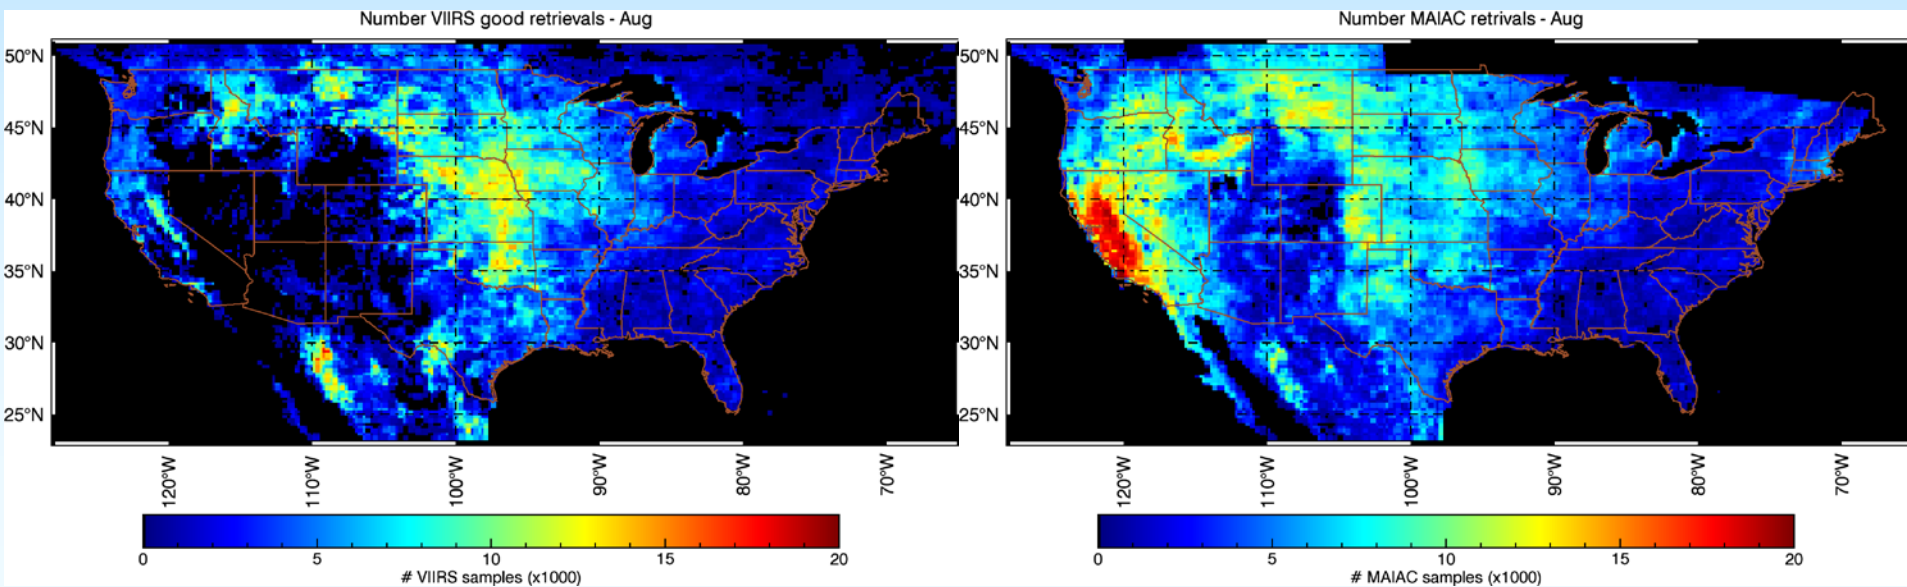 Number VIIRS good retrievals - Aug
50°N
45°N
40°N
35°N
30°N
25°N
120°W
110°W
100°W
90°W
80°W
70°W
0
5
10
15
20
# VIIRS samples (x1000)
Number MAIAC retrivals - Aug
50°N
45°N
40°N
35°N
30°N
25°N
120°W
110°W
100°W
90°W
80°W
70°W
0
5
10
15
20
# MAIAC samples (x1000)